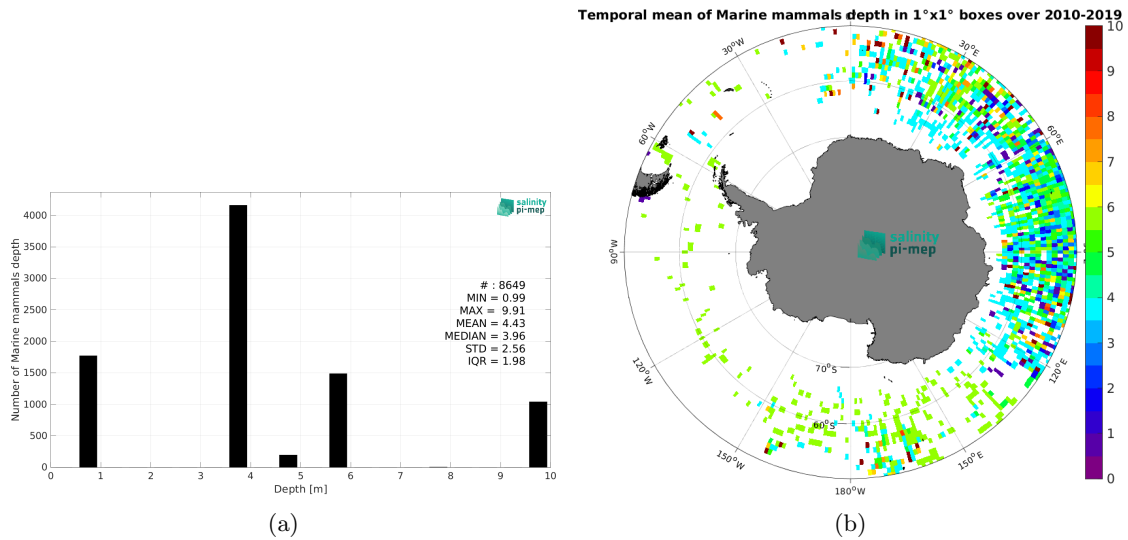 Temporal mean of Marine mammals depth in 1°x1° boxes over 2010-2019
salinity
pi-mep
# : 8649
MIN = 0.99
MAX = 9.91
MEAN = 4.43
MEDIAN = 3.96
STD = 2.56
IQR = 1.98
Number of Marine mammals depth
4000
3500
3000
2500
2000
1500
1000
500
0
0 1 2 3 4 5 6 7 8 9 10
Depth [m]
(a)
30°W
30°E
60°W
60°E
90°W
salinity
pi-mep
120°W
120°E
70°S
60°S
150°W
150°E
180°W
10
9
8
7
6
5
4
3
2
1
0
(b)